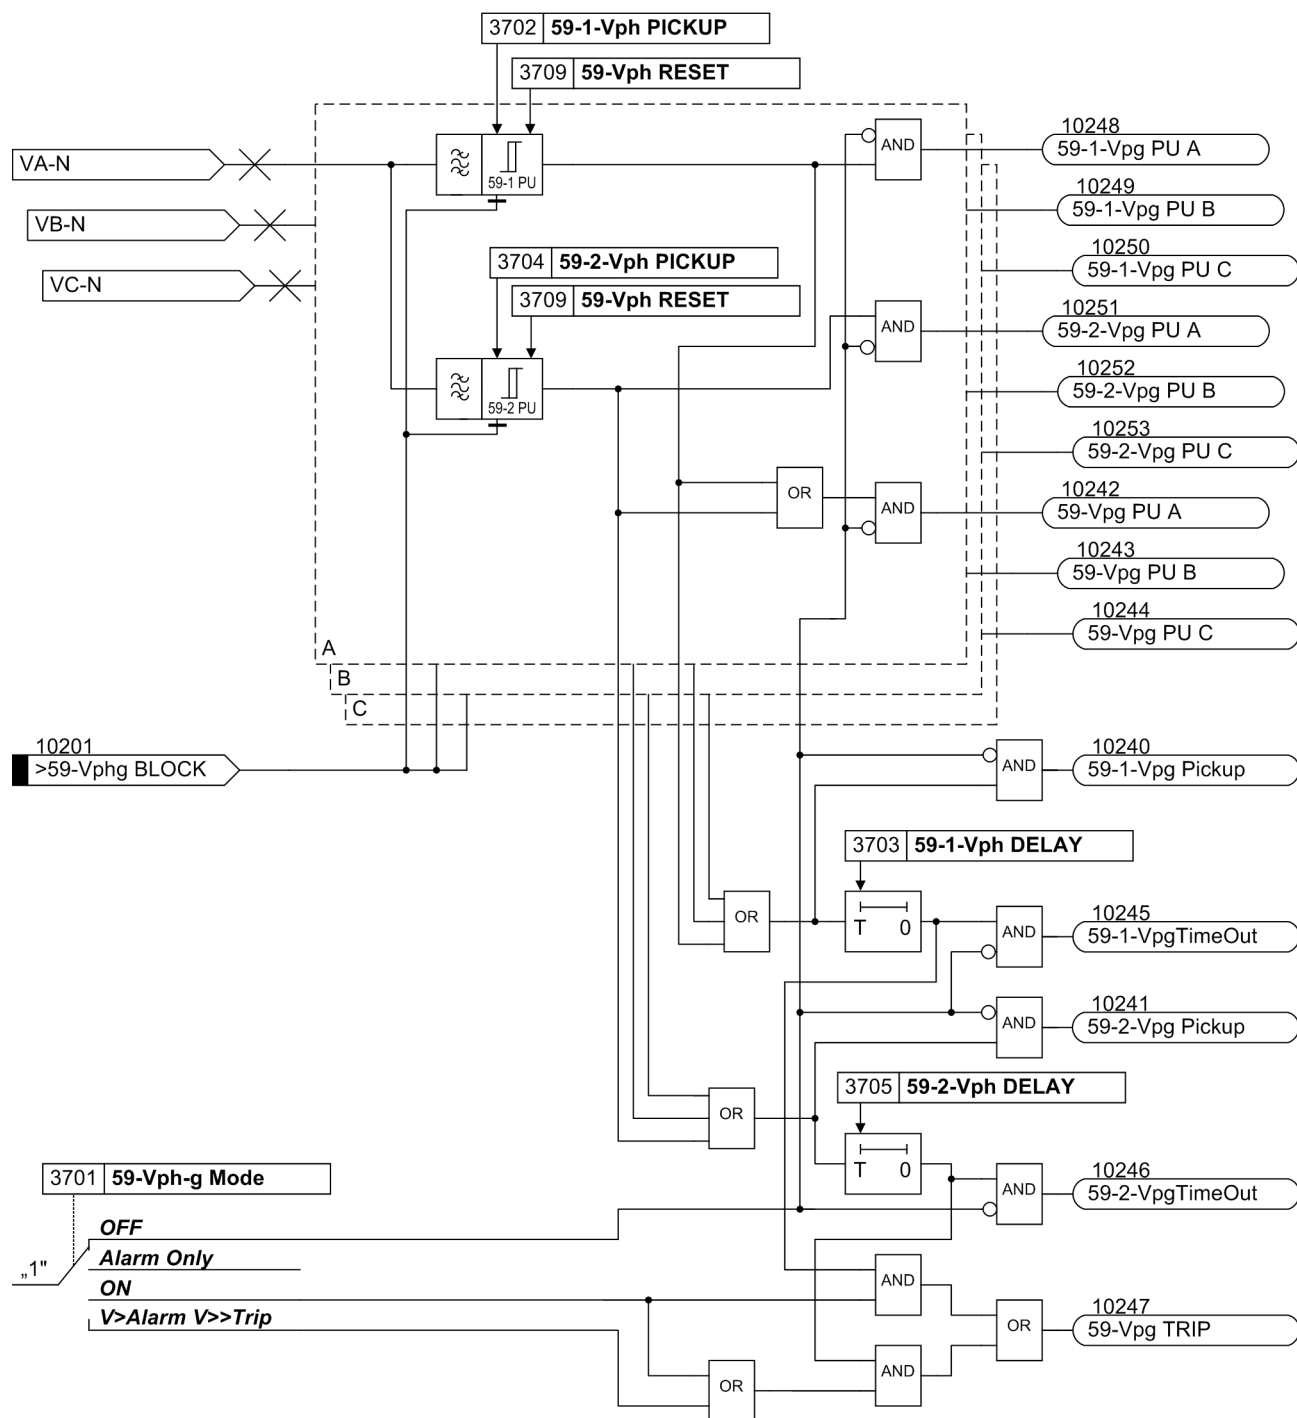 3702 59-1-Vph PICKUP
3709 59-Vph RESET
VA-N
59-1 PU
AND
10248
59-1-Vpg PU A
VB-N
10249
59-1-Vpg PU B
VC-N
3704 59-2-Vph PICKUP
10250
59-1-Vpg PU C
3709 59-Vph RESET
AND
10251
59-2-Vpg PU A
59-2 PU
10252
59-2-Vpg PU B
10253
59-2-Vpg PU C
OR
AND
10242
59-Vpg PU A
10243
59-Vpg PU B
10244
59-Vpg PU C
A
B
C
10201
>59-Vphg BLOCK
AND
10240
59-1-Vpg Pickup
3703 59-1-Vph DELAY
OR
T 0
AND
10245
59-1-VpgTimeOut
AND
10241
59-2-Vpg Pickup
3705 59-2-Vph DELAY
OR
T 0
AND
10246
59-2-VpgTimeOut
3701 59-Vph-g Mode
OFF
Alarm Only
„1"
ON
V>Alarm V>>Trip
AND
OR
10247
59-Vpg TRIP
AND
OR